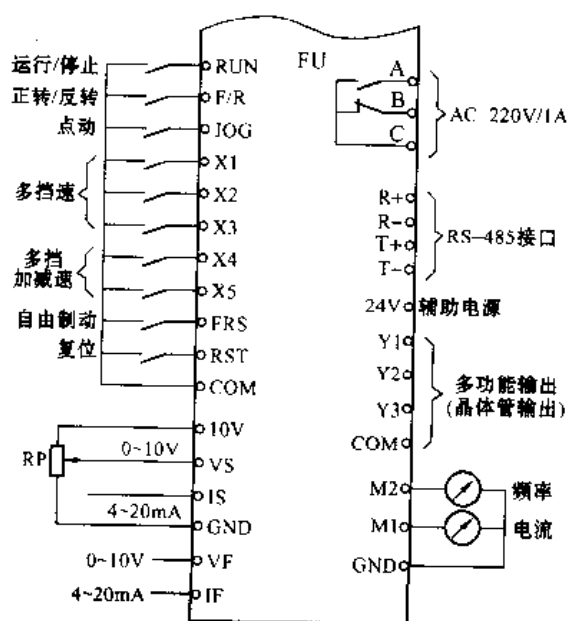 FU
运行/停止 RUN
正转/反转 F/R
点动 JOG
X1
多挡速 X2
X3
多挡
加减速
X4
X5
自由制动 FRS
复位 RST
COM
10V
RP 0~10V VS
IS
4~20mA
GND
0~10V VF
4~20mA IF
A
B
C
AC 220V/1A
R+
R-
T+
T-
RS-485接口
24V 辅助电源
Y1
Y2
Y3
COM
多功能输出
(晶体管输出)
M2 频率
M1 电流
GND